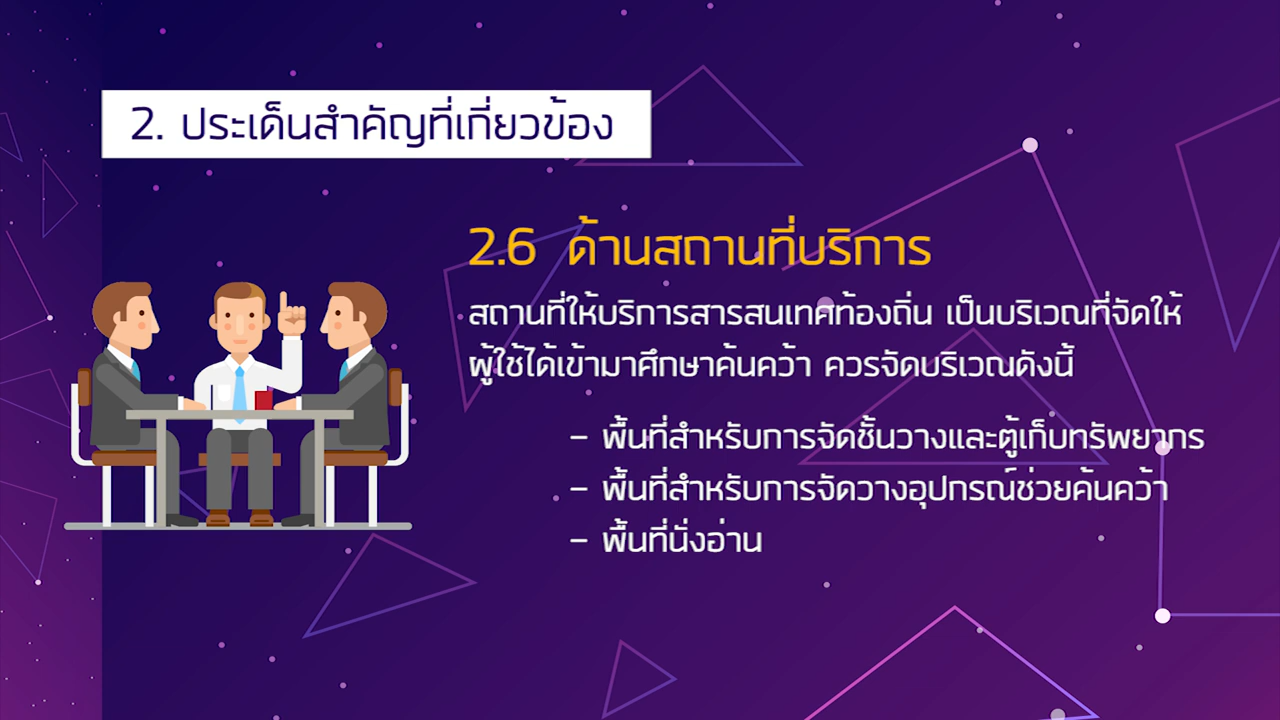 2. ประเด็นสำคัญที่เกี่ยวข้อง
2.6 ด้านสถานที่บริการ
สถานที่ให้บริการสารสนเทศท้องถิ่น เป็นบริเวณที่จัดให้
ผู้ใช้ได้เข้ามาศึกษาค้นคว้า ควรจัดบริเวณดังนี้
– พื้นที่สำหรับการจัดชั้นวางและตู้เก็บทรัพยากร
– พื้นที่สำหรับการจัดวางอุปกรณ์ช่วยค้นคว้า
– พื้นที่นั่งอ่าน